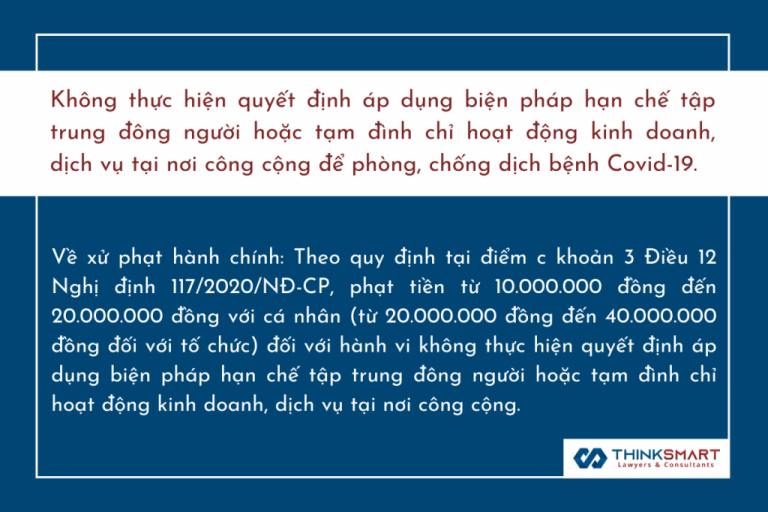 Không thực hiện quyết định áp dụng biện pháp hạn chế tập
trung đông người hoặc tạm đình chỉ hoạt động kinh doanh,
dịch vụ tại nơi công cộng để phòng, chống dịch bệnh Covid-19.
Về xử phạt hành chính: Theo quy định tại điểm c khoản 3 Điều 12
Nghị định 117/2020/NĐ-CP, phạt tiền từ 10.000.000 đồng đến
20.000.000 đồng với cá nhân (từ 20.000.000 đồng đến 40.000.000
đồng đối với tổ chức) đối với hành vi không thực hiện quyết định áp
dụng biện pháp hạn chế tập trung đông người hoặc tạm đình chỉ
hoạt động kinh doanh, dịch vụ tại nơi công cộng.
THINKSMART
Lawyers & Consultants